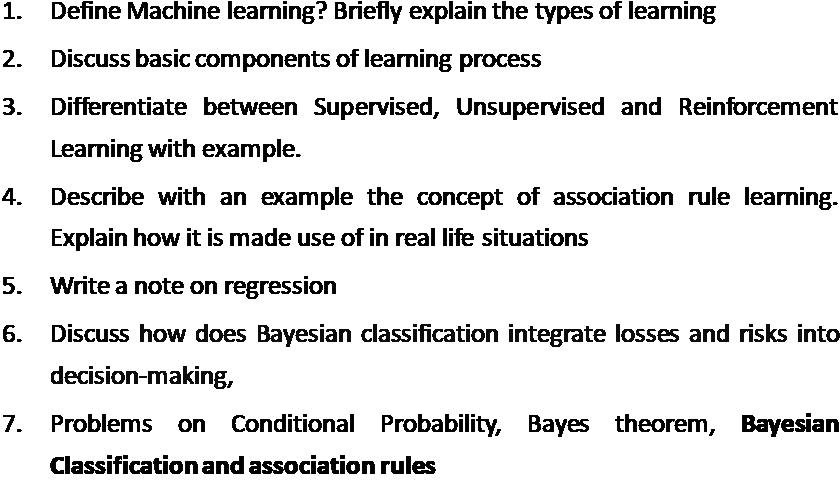 1. Define Machine learning? Briefly explain the types of learning
2. Discuss basic components of learning process
3. Differentiate between Supervised, Unsupervised and Reinforcement
Learning with example.
4. Describe with an example the concept of association rule learning.
Explain how it is made use of in real life situations
5. Write a note on regression
6. Discuss how does Bayesian classification integrate losses and risks into
decision-making,
7. Problems on Conditional Probability, Bayes theorem, Bayesian
Classification and association rules